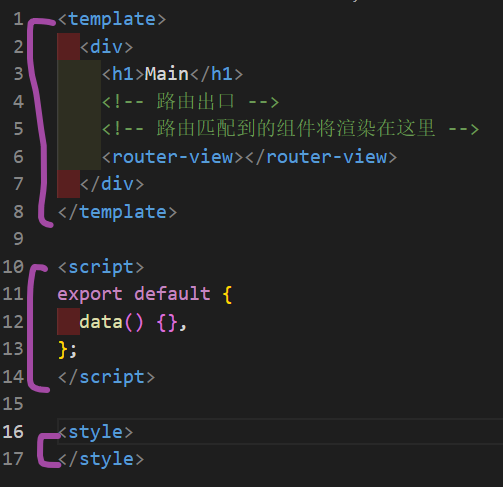 1 <template>
2 <div>
3 <h1>Main</h1>
4 <!-- 路由出口 -->
5 <!-- 路由匹配到的组件将渲染在这里 -->
6 <router-view></router-view>
7 </div>
8 </template>
9
10 <script>
11 export default {
12 data() {},
13 };
14 </script>
15
16 <style>
17 </style>